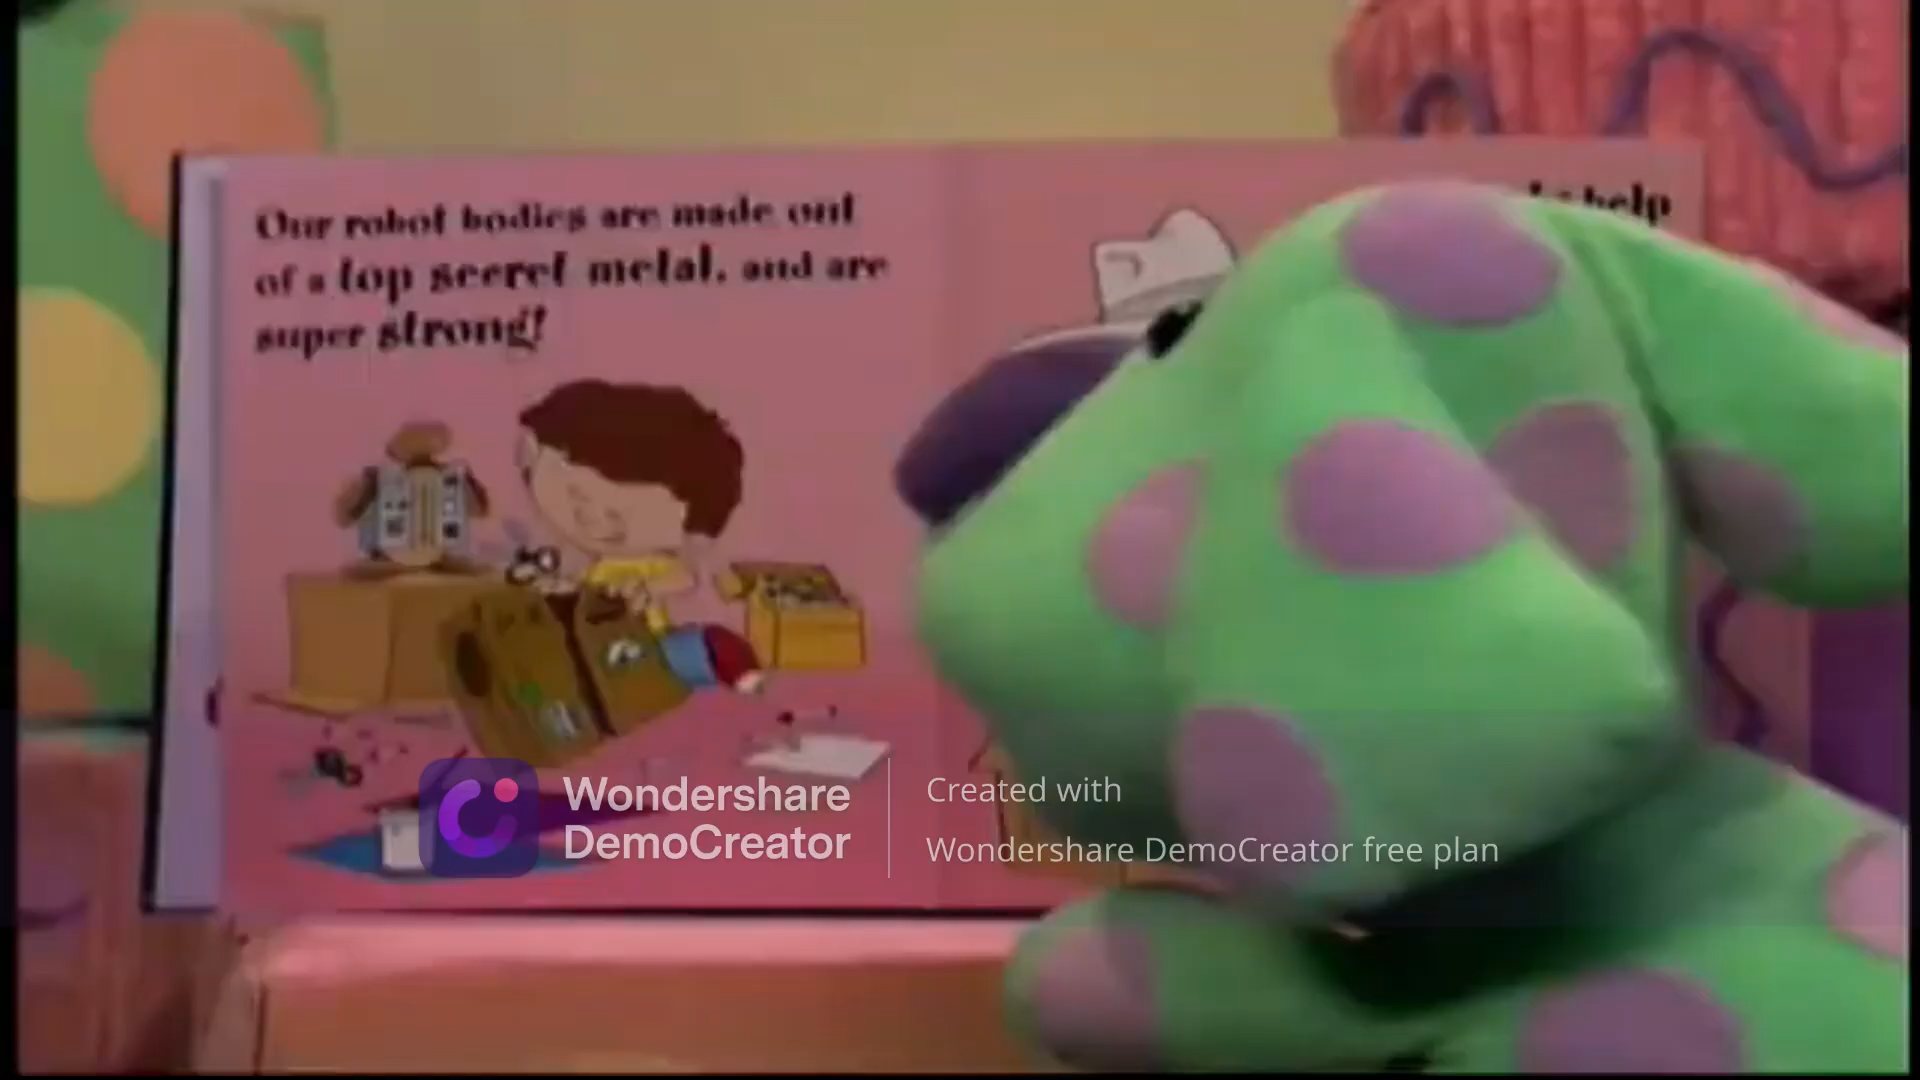 Our robot bodies are made out
of a top secret metal, and are
super strong!
help
Wondershare
DemoCreator
Created with
Wondershare DemoCreator free plan